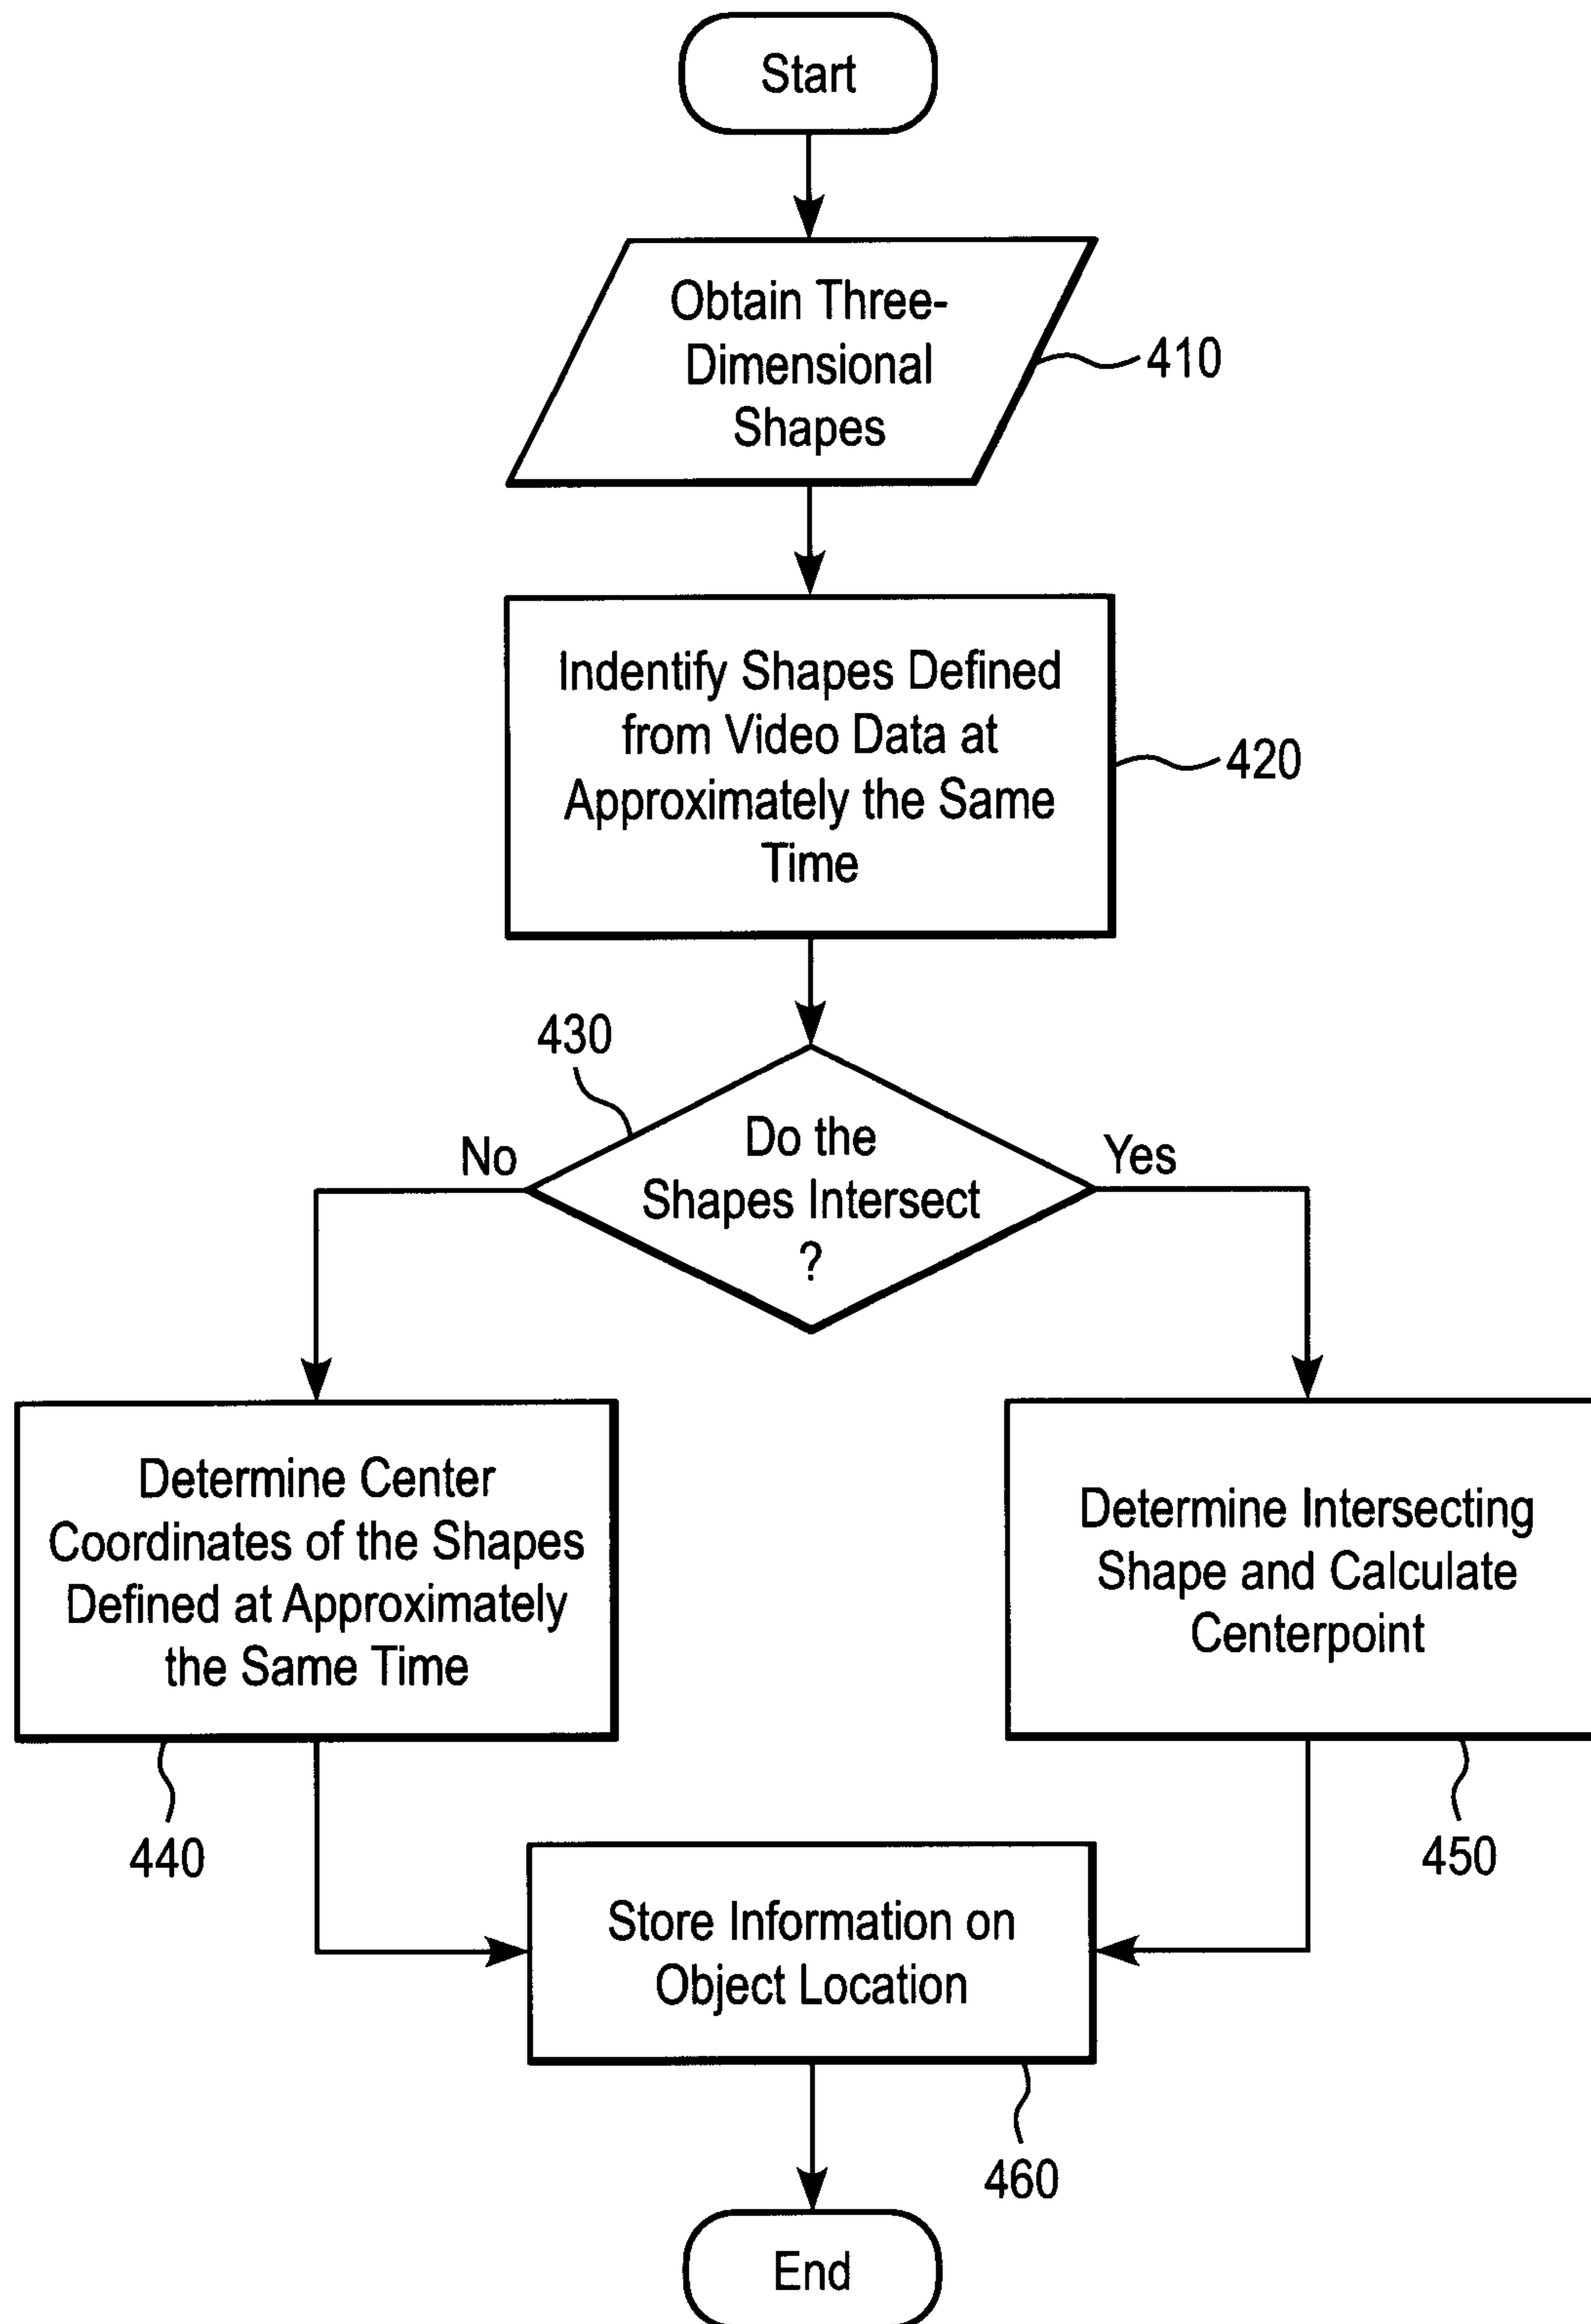 Start
Obtain Three-
Dimensional
Shapes
410
Indentify Shapes Defined
from Video Data at
Approximately the Same
Time
420
430
No
Do the
Shapes Intersect
?
Yes
Determine Center
Coordinates of the Shapes
Defined at Approximately
the Same Time
440
Determine Intersecting
Shape and Calculate
Centerpoint
450
Store Information on
Object Location
460
End